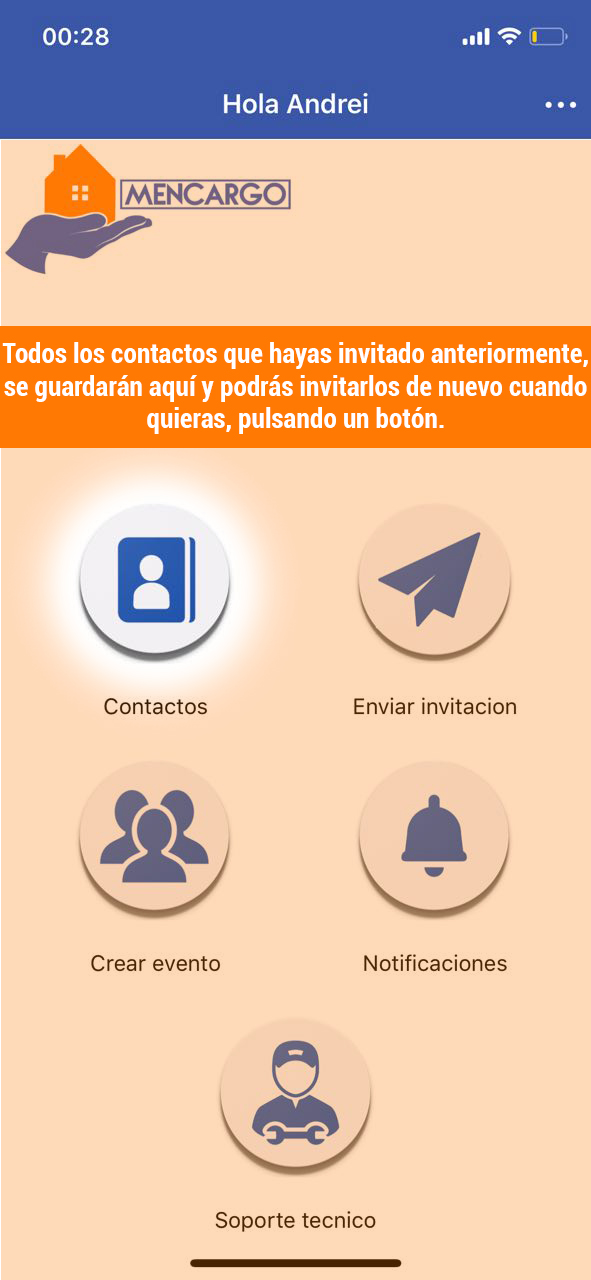 00:28
Hola Andrei
MENCARGO
Todos los contactos que hayas invitado anteriormente,
se guardarán aquí y podrás invitarlos de nuevo cuando
quieras, pulsando un botón.
Contactos
Enviar invitacion
Crear evento
Notificaciones
Soporte tecnico